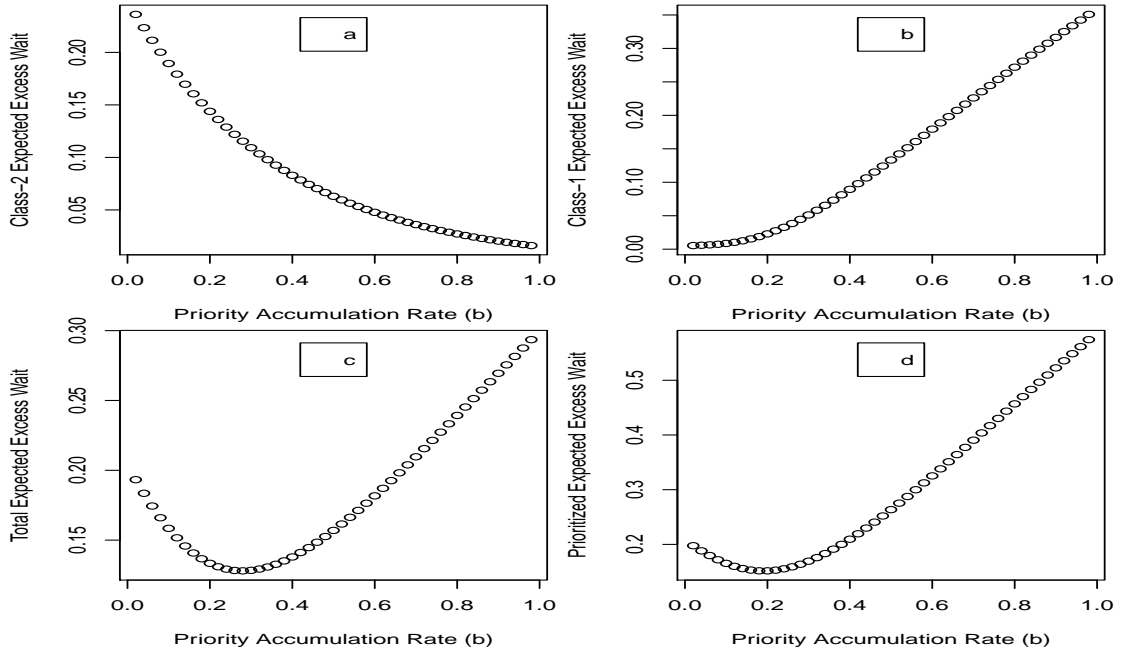 a
Class−2 Expected Excess Wait
0.05 0.10 0.15 0.20
0.0 0.2 0.4 0.6 0.8 1.0
Priority Accumulation Rate (b)
b
Class−1 Expected Excess Wait
0.00 0.10 0.20 0.30
0.0 0.2 0.4 0.6 0.8 1.0
Priority Accumulation Rate (b)
c
Total Expected Excess Wait
0.15 0.20 0.25 0.30
0.0 0.2 0.4 0.6 0.8 1.0
Priority Accumulation Rate (b)
d
Prioritized Expected Excess Wait
0.2 0.3 0.4 0.5
0.0 0.2 0.4 0.6 0.8 1.0
Priority Accumulation Rate (b)